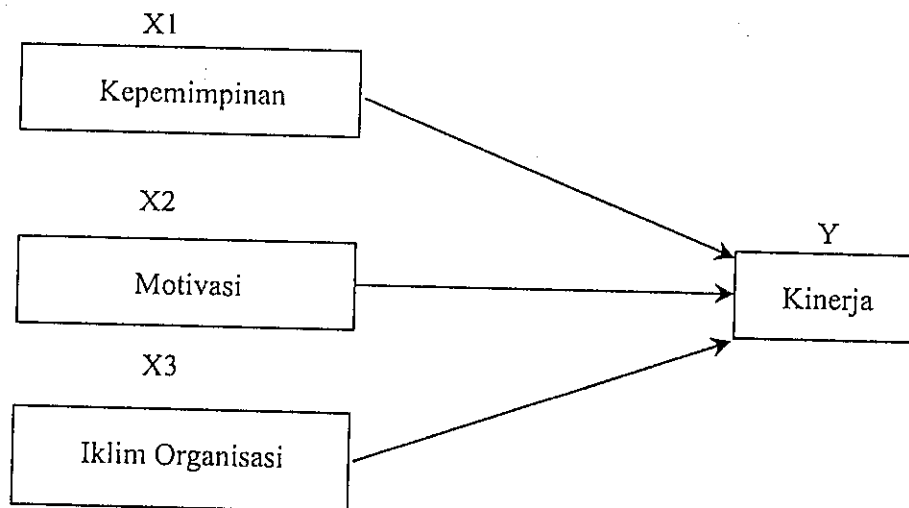 X1
Kepemimpinan
X2
Motivasi
Y
Kinerja
X3
Iklim Organisasi